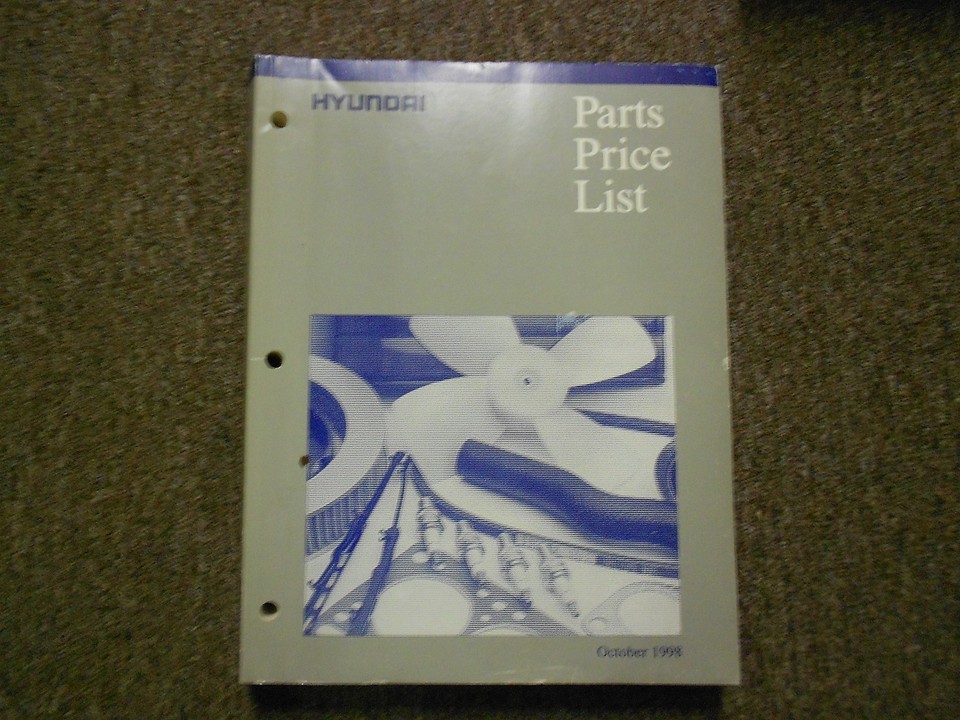 HYUNDAI
Parts
Price
List
October 1998